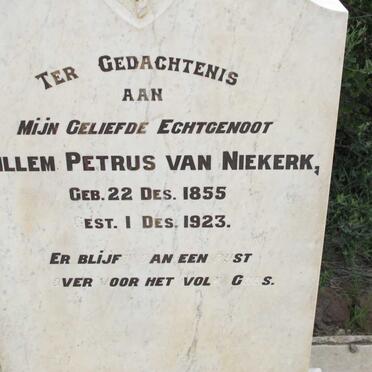 TER GEDACHTENIS
AAN
MIJN GELIEFDE ECHTGENOOT
ILLEM PETRUS VAN NIEKERK,
GEB. 22 DES. 1855
EST. 1 DES. 1923.
ER BLIJF AN EEN ST
VER VOOR HET VOL G S.